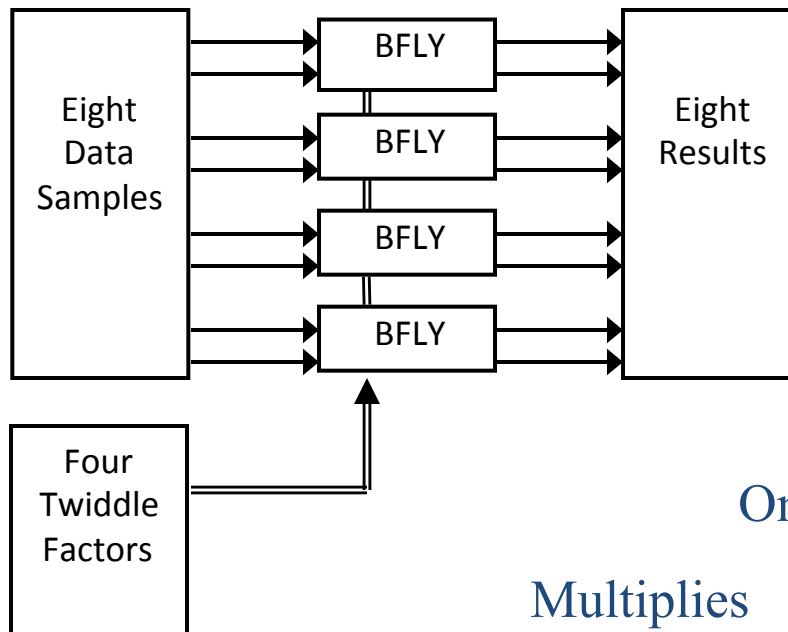 Eight
Data
Samples
BFLY
BFLY
BFLY
BFLY
Eight
Results
Four
Twiddle
Factors
Multiplies